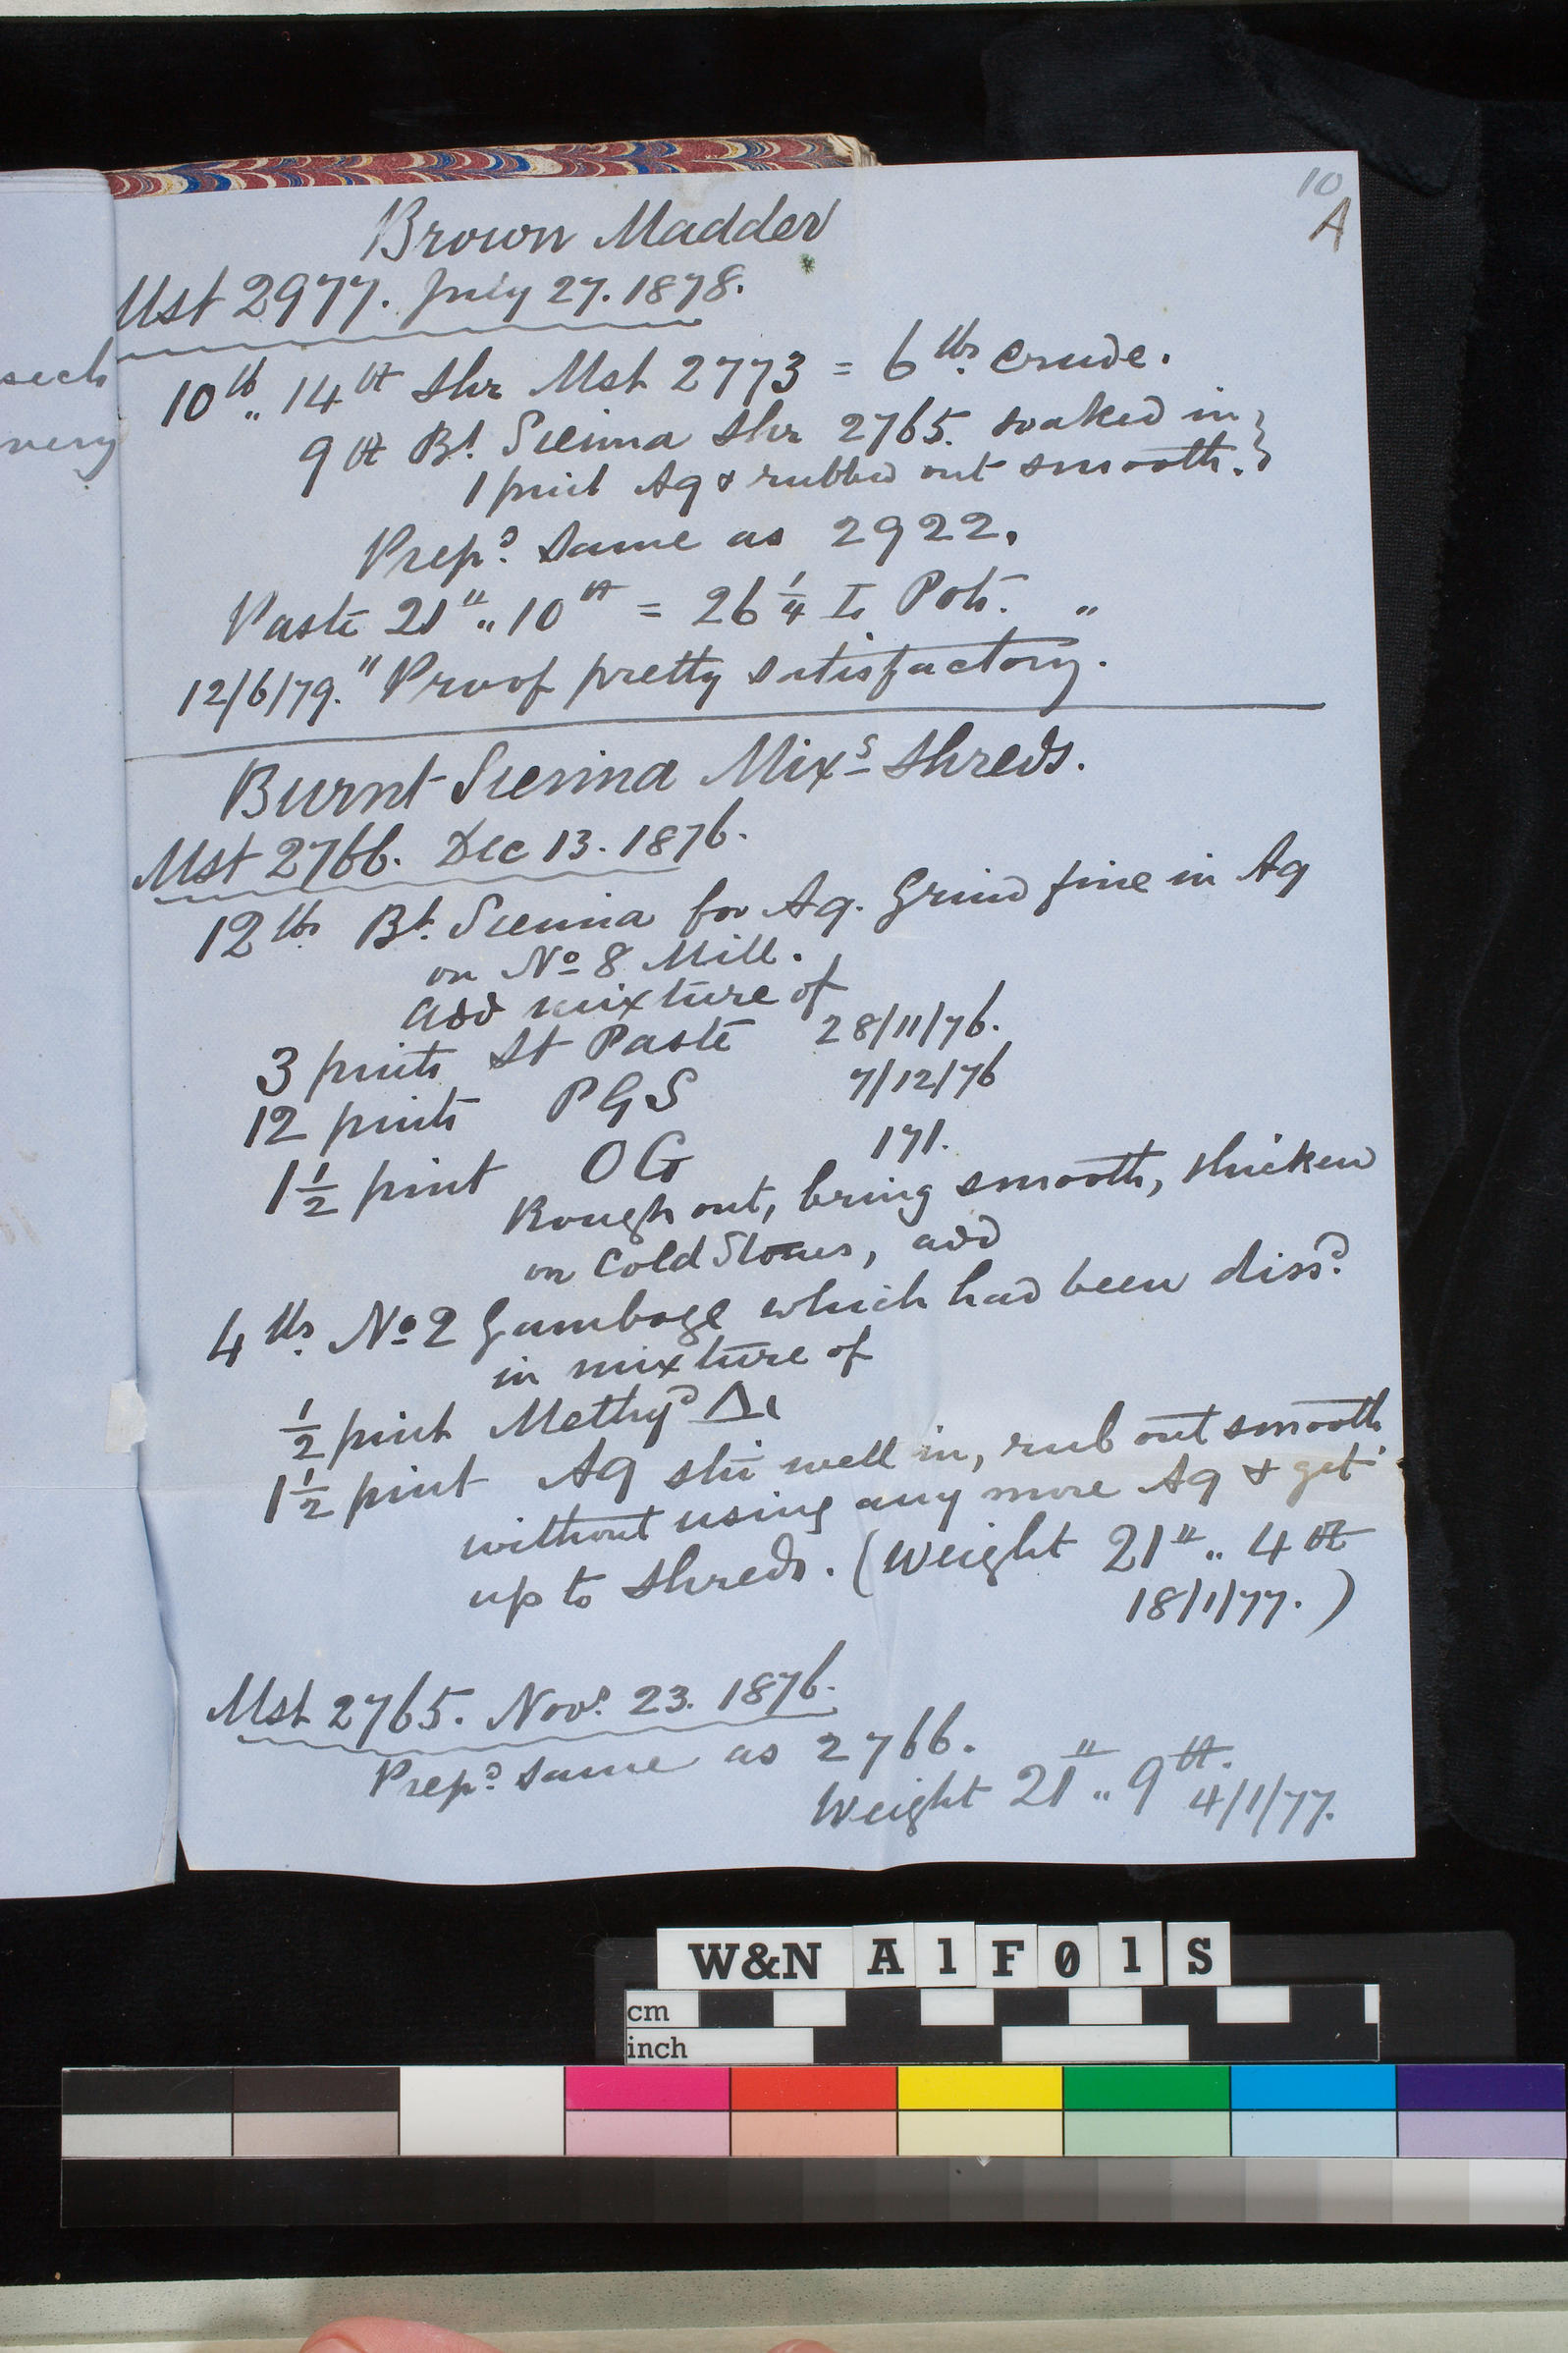 10
A
Brown Madder
Mst 2977. July 27. 1878.
10 lb „ 14 oz Shr Mst 2773 = 6 lbs crude.
9 oz Bt. Sienna Shr 2765. soaked in
1 pint Aq & rubbed out smooth.
Prepd. same as 2922.
Paste 21 lb „ 10 oz = 26 1/4 Pots. „
12/6/79. " Proof pretty satisfactory.
Burnt Sienna Mixs Shreds.
Mst 2766. Dec 13. 1876.
12 lbs Bt. Sienna for Aq. Grind fine in Aq
on No 8 Mill.
add mixture of
3 pints St Paste 28/11/76.
12 pints PGS 7/12/76
1 1/2 pint OG 171.
Rough out, bring smooth, thicken
on Cold Stones, add
4 lbs. No 2 Gamboge which had been dissd.
in mixture of
1/2 pint Methyd
1 1/2 pint Aq stir well in, rub out smooth
without using any more Aq & get
up to shreds. (Weight 21 lb „ 4 oz
18/1/77.)
Mst 2765. Novr. 23. 1876.
Prepd. same as 2766.
Weight 21 lb „ 9 oz.
4/1/77.
sech
very
W&N A1F01S
cm
inch